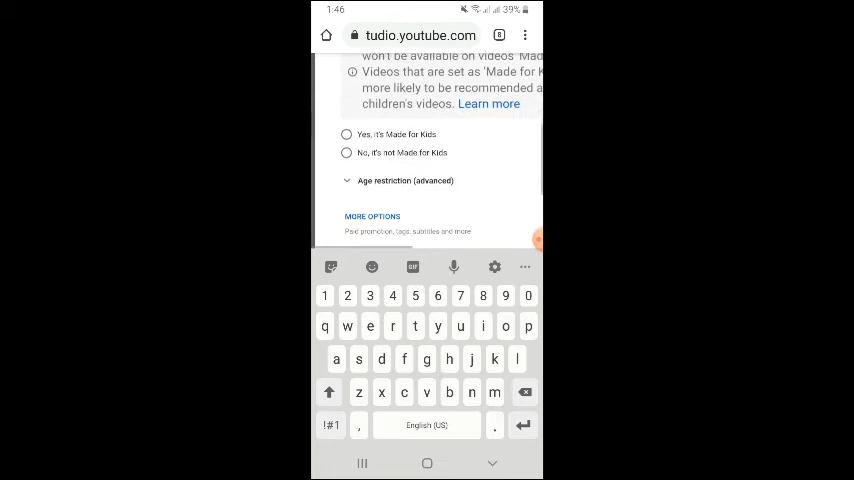 1:46 39%
tudio.youtube.com 8
won't be available on videos 'Mad
Videos that are set as 'Made for K
more likely to be recommended a
children's videos. Learn more
Yes, it's Made for Kids
No, it's not Made for Kids
Age restriction (advanced)
MORE OPTIONS
Paid promotion, tags, subtitles and more
GIF
1 2 3 4 5 6 7 8 9 0
q w e r t y u i o p
a s d f g h j k l
z x c v b n m
!#1 , English (US) .